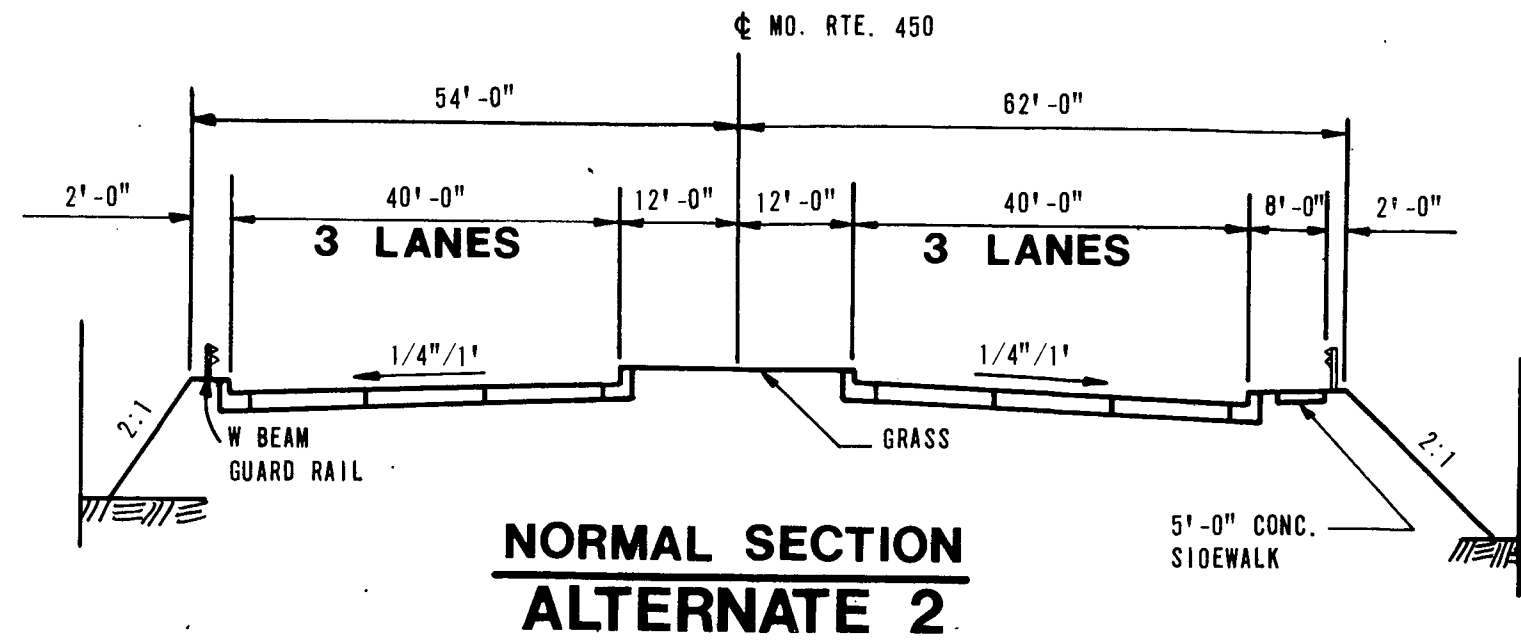 ℄ MO. RTE. 450
54'-0" 62'-0"
2'-0" 40'-0" 12'-0" 12'-0" 40'-0" 8'-0" 2'-0"
3 LANES 3 LANES
1/4"/1' 1/4"/1'
2:1 2:1
W BEAM
GUARD RAIL
GRASS
5'-0" CONC.
SIDEWALK
NORMAL SECTION
ALTERNATE 2